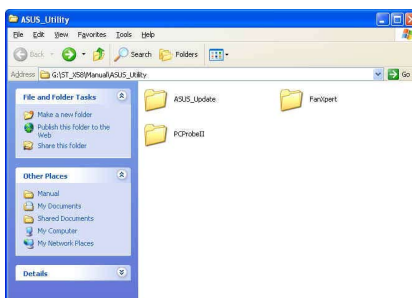 ASUS_Utility
File Edit View Favorites Tools Help
Back Search Folders
Address G:\ST_X58\Manual\ASUS_Utility Go
File and Folder Tasks
Make a new folder
Publish this folder to the
Web
Share this folder
Other Places
Manual
My Documents
Shared Documents
My Computer
My Network Places
Details
ASUS_Update
FanXpert
PCProbeII